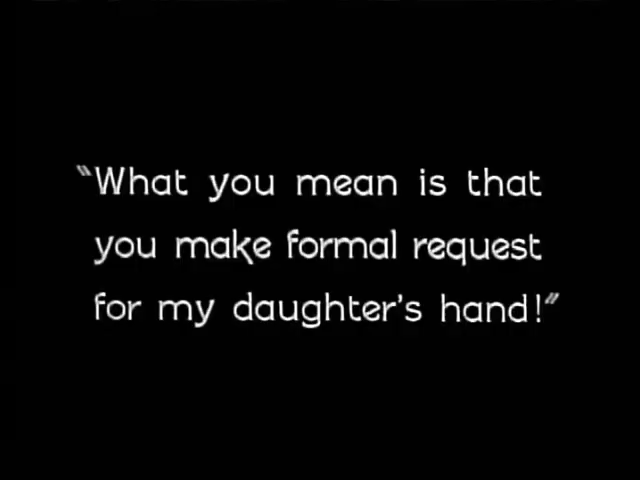 "What you mean is that
you make formal request
for my daughter's hand!"